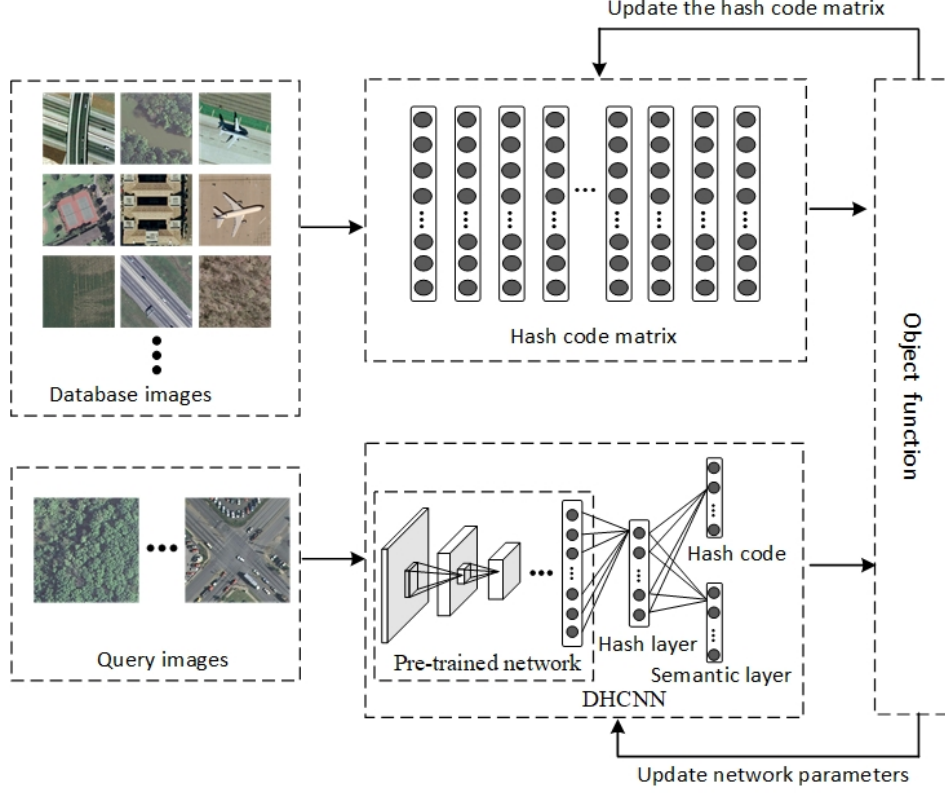 Update the hash code matrix
Hash code matrix
Database images
Object function
Hash code
Hash layer
Pre-trained network
Query images
Semantic layer
DHCNN
Update network parameters